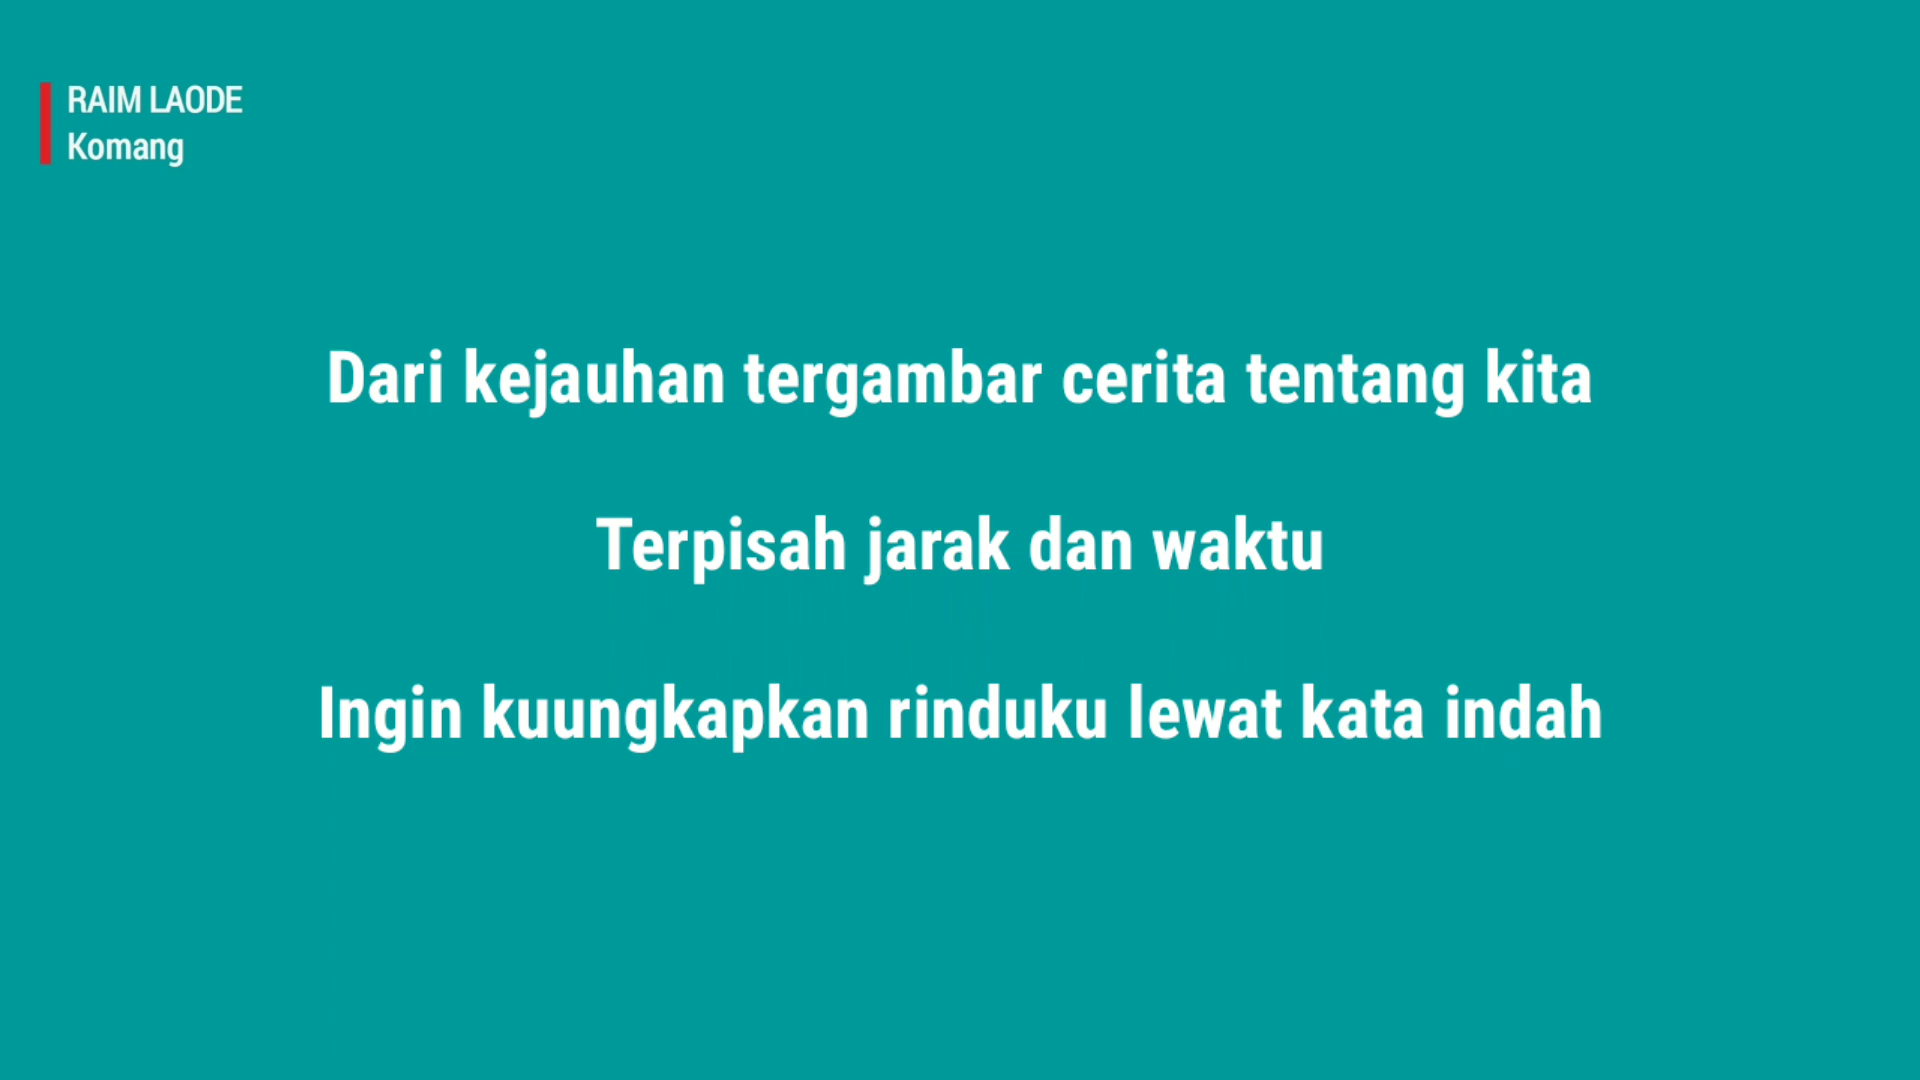 RAIM LAODE
Komang
Dari kejauhan tergambar cerita tentang kita
Terpisah jarak dan waktu
Ingin kuungkapkan rinduku lewat kata indah